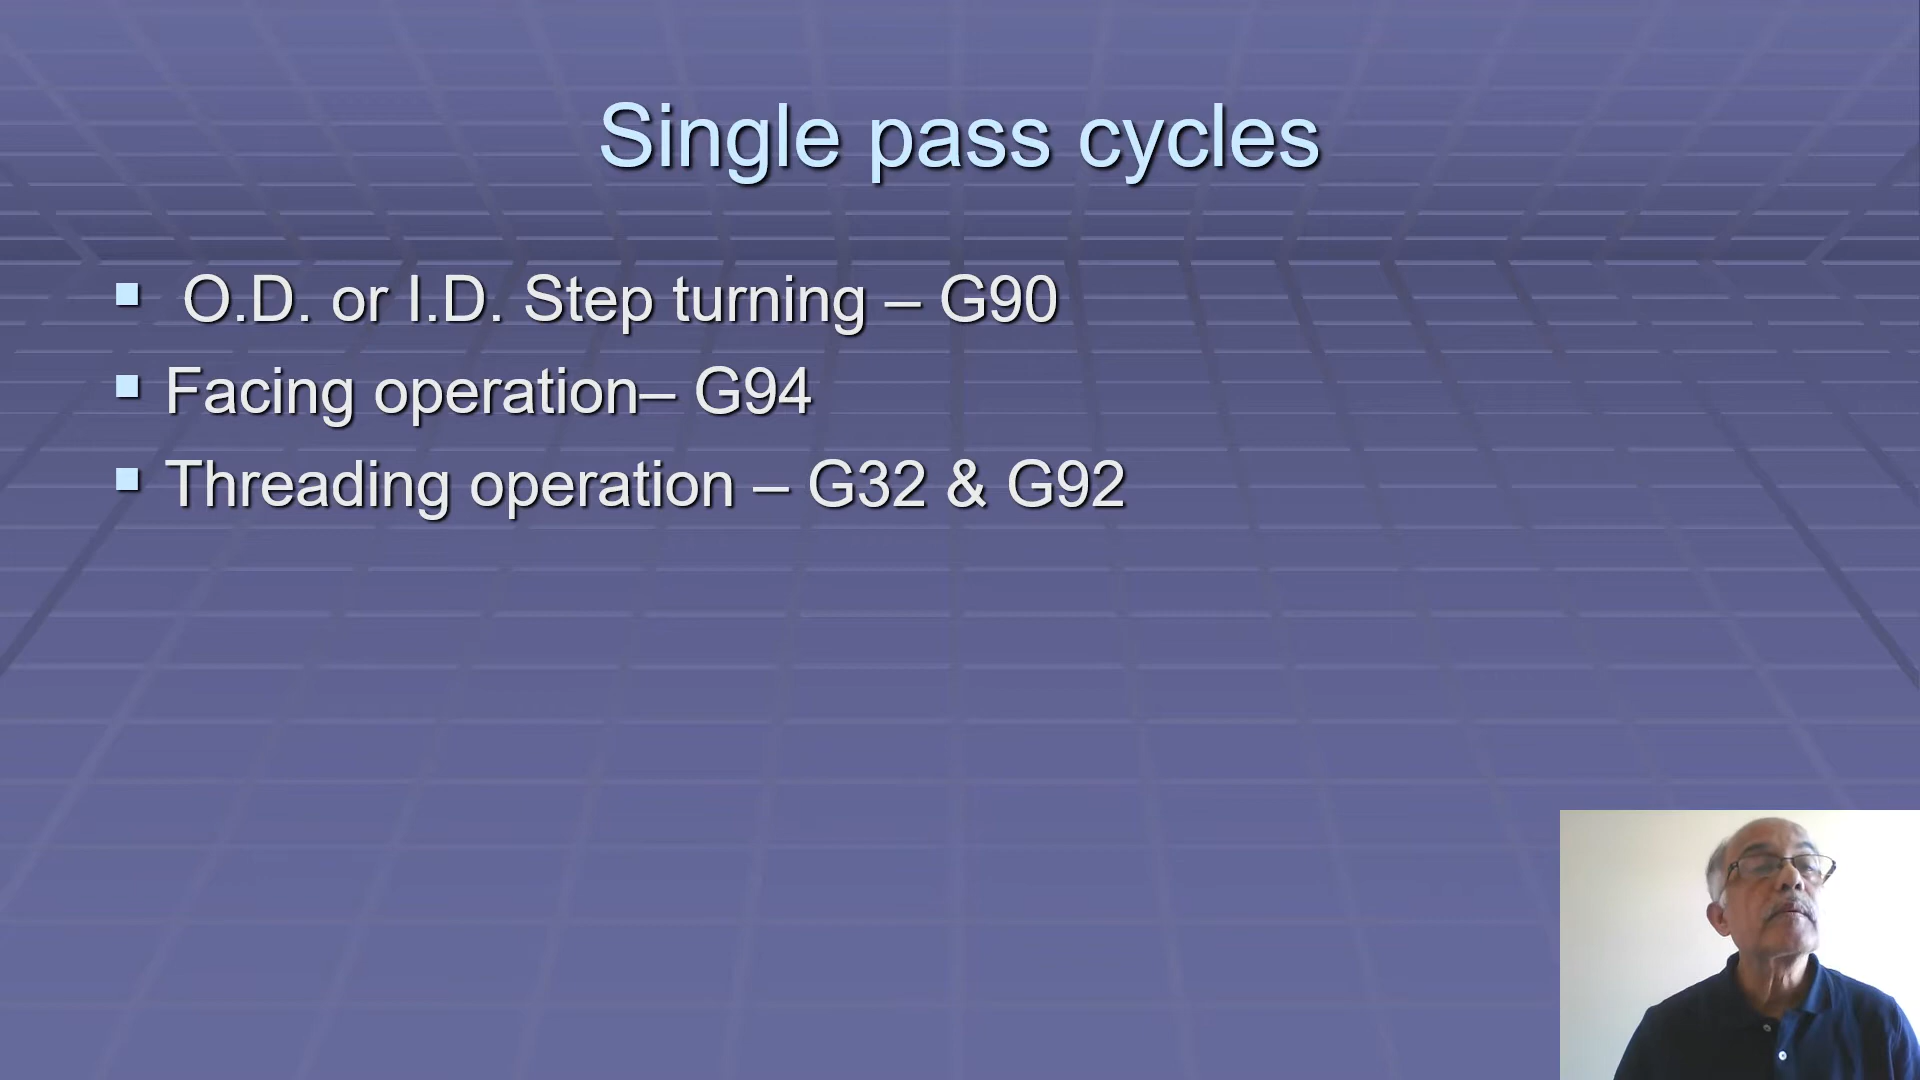 Single pass cycles
O.D. or I.D. Step turning – G90
Facing operation– G94
Threading operation – G32 & G92